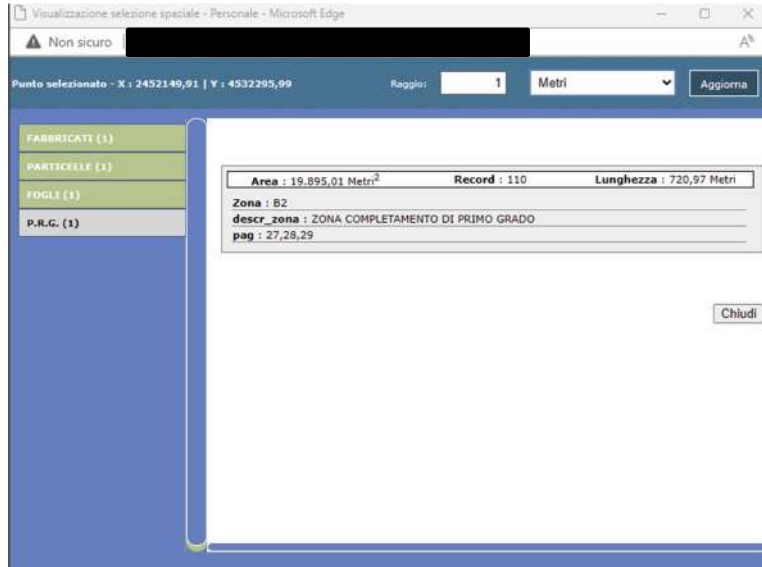 Visualizzazione selezione spaziale - Personale - Microsoft Edge
Non sicuro
Punto selezionato - X : 2452149,91 | Y : 4532295,99 Raggio: 1 Metri Aggiorna
FABBRICATI (1)
PARTICELLE (1)
FOGLI (1)
P.R.G. (1)
Area : 19.895,01 Metri2 Record : 110 Lunghezza : 720,97 Metri
Zona : B2
descr_zona : ZONA COMPLETAMENTO DI PRIMO GRADO
pag : 27,28,29
Chiudi